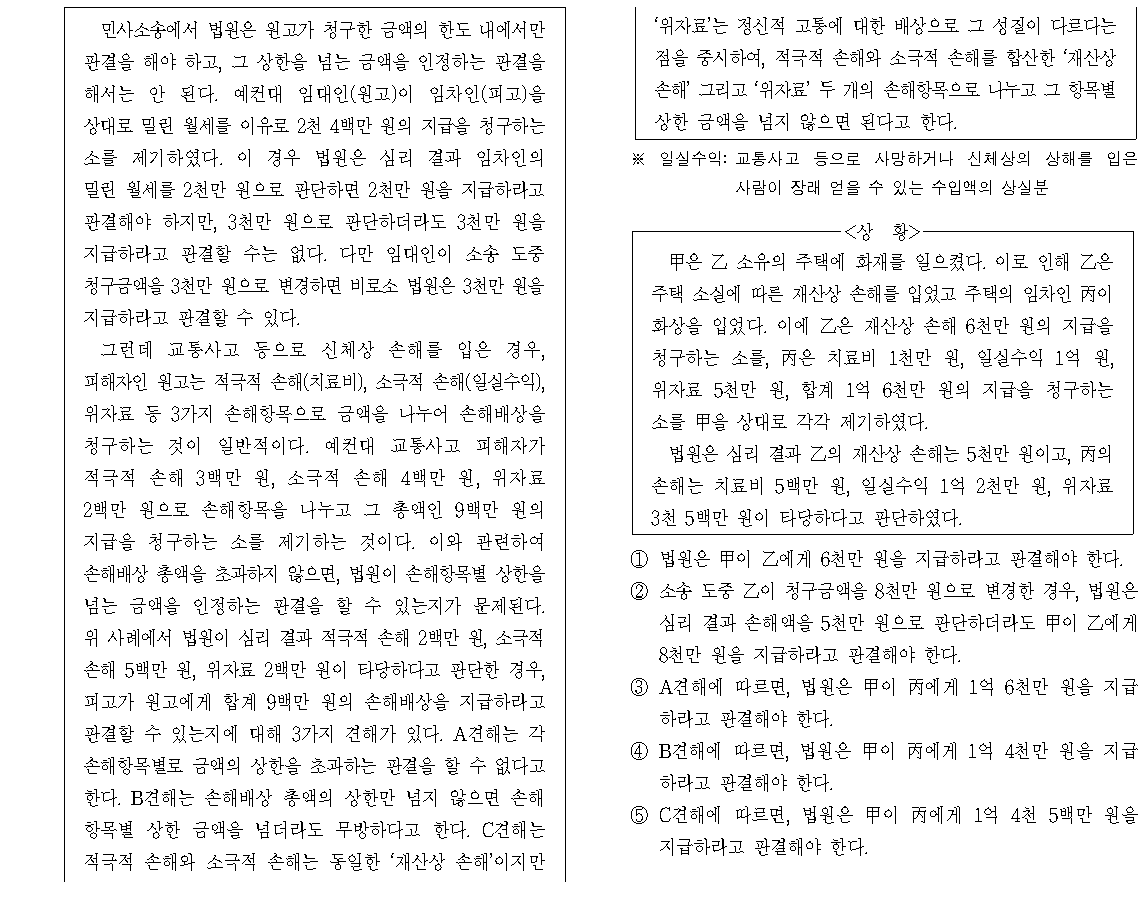 민사소송에서 법원은 원고가 청구한 금액의 한도 내에서만
판결을 해야 하고, 그 상한을 넘는 금액을 인정하는 판결을
해서는 안 된다. 예컨대 임대인(원고)이 임차인(피고)을
상대로 밀린 월세를 이유로 2천 4백만 원의 지급을 청구하는
소를 제기하였다. 이 경우 법원은 심리 결과 임차인의
밀린 월세를 2천만 원으로 판단하면 2천만 원을 지급하라고
판결해야 하지만, 3천만 원으로 판단하더라도 3천만 원을
지급하라고 판결할 수는 없다. 다만 임대인이 소송 도중
청구금액을 3천만 원으로 변경하면 비로소 법원은 3천만 원을
지급하라고 판결할 수 있다.
그런데 교통사고 등으로 신체상 손해를 입은 경우,
피해자인 원고는 적극적 손해(치료비), 소극적 손해(일실수익),
위자료 등 3가지 손해항목으로 금액을 나누어 손해배상을
청구하는 것이 일반적이다. 예컨대 교통사고 피해자가
적극적 손해 3백만 원, 소극적 손해 4백만 원, 위자료
2백만 원으로 손해항목을 나누고 그 총액인 9백만 원의
지급을 청구하는 소를 제기하는 것이다. 이와 관련하여
손해배상 총액을 초과하지 않으면, 법원이 손해항목별 상한을
넘는 금액을 인정하는 판결을 할 수 있는지가 문제된다.
위 사례에서 법원이 심리 결과 적극적 손해 2백만 원, 소극적
손해 5백만 원, 위자료 2백만 원이 타당하다고 판단한 경우,
피고가 원고에게 합계 9백만 원의 손해배상을 지급하라고
판결할 수 있는지에 대해 3가지 견해가 있다. A견해는 각
손해항목별로 금액의 상한을 초과하는 판결을 할 수 없다고
한다. B견해는 손해배상 총액의 상한만 넘지 않으면 손해
항목별 상한 금액을 넘더라도 무방하다고 한다. C견해는
적극적 손해와 소극적 손해는 동일한 ‘재산상 손해’이지만
‘위자료’는 정신적 고통에 대한 배상으로 그 성질이 다르다는
점을 중시하여, 적극적 손해와 소극적 손해를 합산한 ‘재산상
손해’ 그리고 ‘위자료’ 두 개의 손해항목으로 나누고 그 항목별
상한 금액을 넘지 않으면 된다고 한다.
※ 일실수익: 교통사고 등으로 사망하거나 신체상의 상해를 입은
사람이 장래 얻을 수 있는 수입액의 상실분
<상 황>
甲은 乙 소유의 주택에 화재를 일으켰다. 이로 인해 乙은
주택 소실에 따른 재산상 손해를 입었고 주택의 임차인 丙이
화상을 입었다. 이에 乙은 재산상 손해 6천만 원의 지급을
청구하는 소를, 丙은 치료비 1천만 원, 일실수익 1억 원,
위자료 5천만 원, 합계 1억 6천만 원의 지급을 청구하는
소를 甲을 상대로 각각 제기하였다.
법원은 심리 결과 乙의 재산상 손해는 5천만 원이고, 丙의
손해는 치료비 5백만 원, 일실수익 1억 2천만 원, 위자료
3천 5백만 원이 타당하다고 판단하였다.
① 법원은 甲이 乙에게 6천만 원을 지급하라고 판결해야 한다.
② 소송 도중 乙이 청구금액을 8천만 원으로 변경한 경우, 법원은
심리 결과 손해액을 5천만 원으로 판단하더라도 甲이 乙에게
8천만 원을 지급하라고 판결해야 한다.
③ A견해에 따르면, 법원은 甲이 丙에게 1억 6천만 원을 지급
하라고 판결해야 한다.
④ B견해에 따르면, 법원은 甲이 丙에게 1억 4천만 원을 지급
하라고 판결해야 한다.
⑤ C견해에 따르면, 법원은 甲이 丙에게 1억 4천 5백만 원을
지급하라고 판결해야 한다.